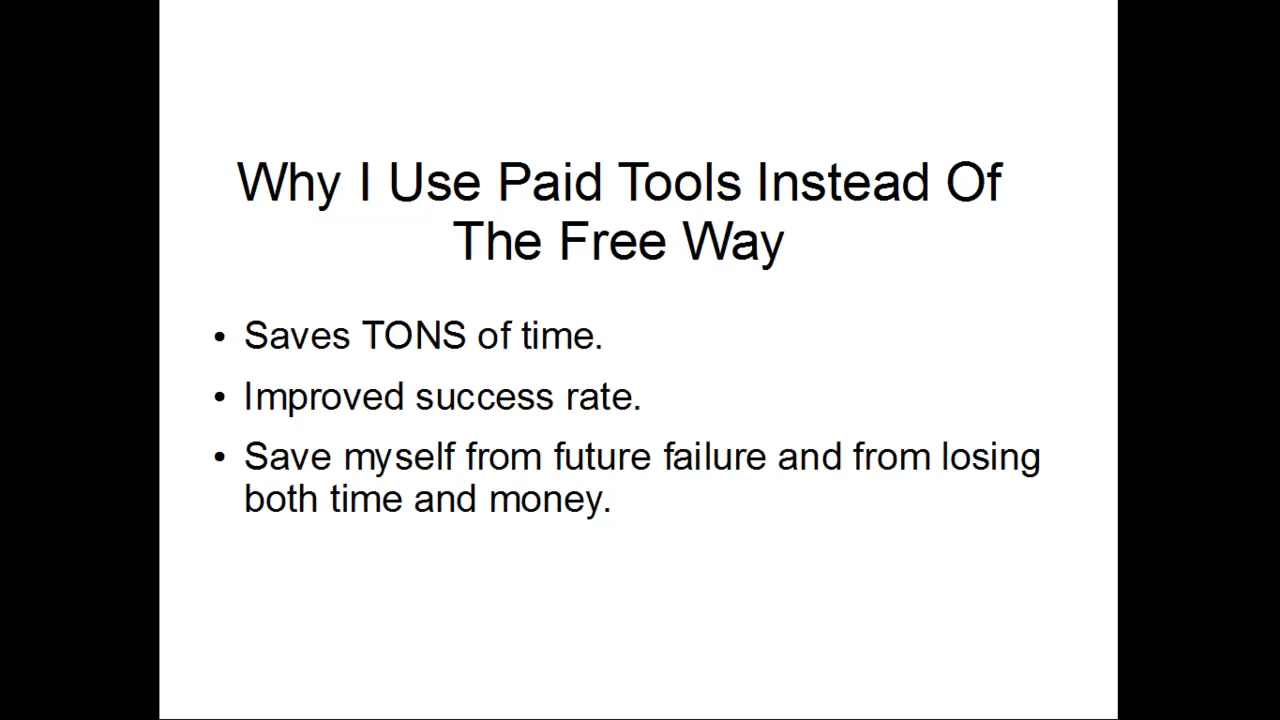 Why I Use Paid Tools Instead Of
The Free Way
• Saves TONS of time.
• Improved success rate.
• Save myself from future failure and from losing
both time and money.